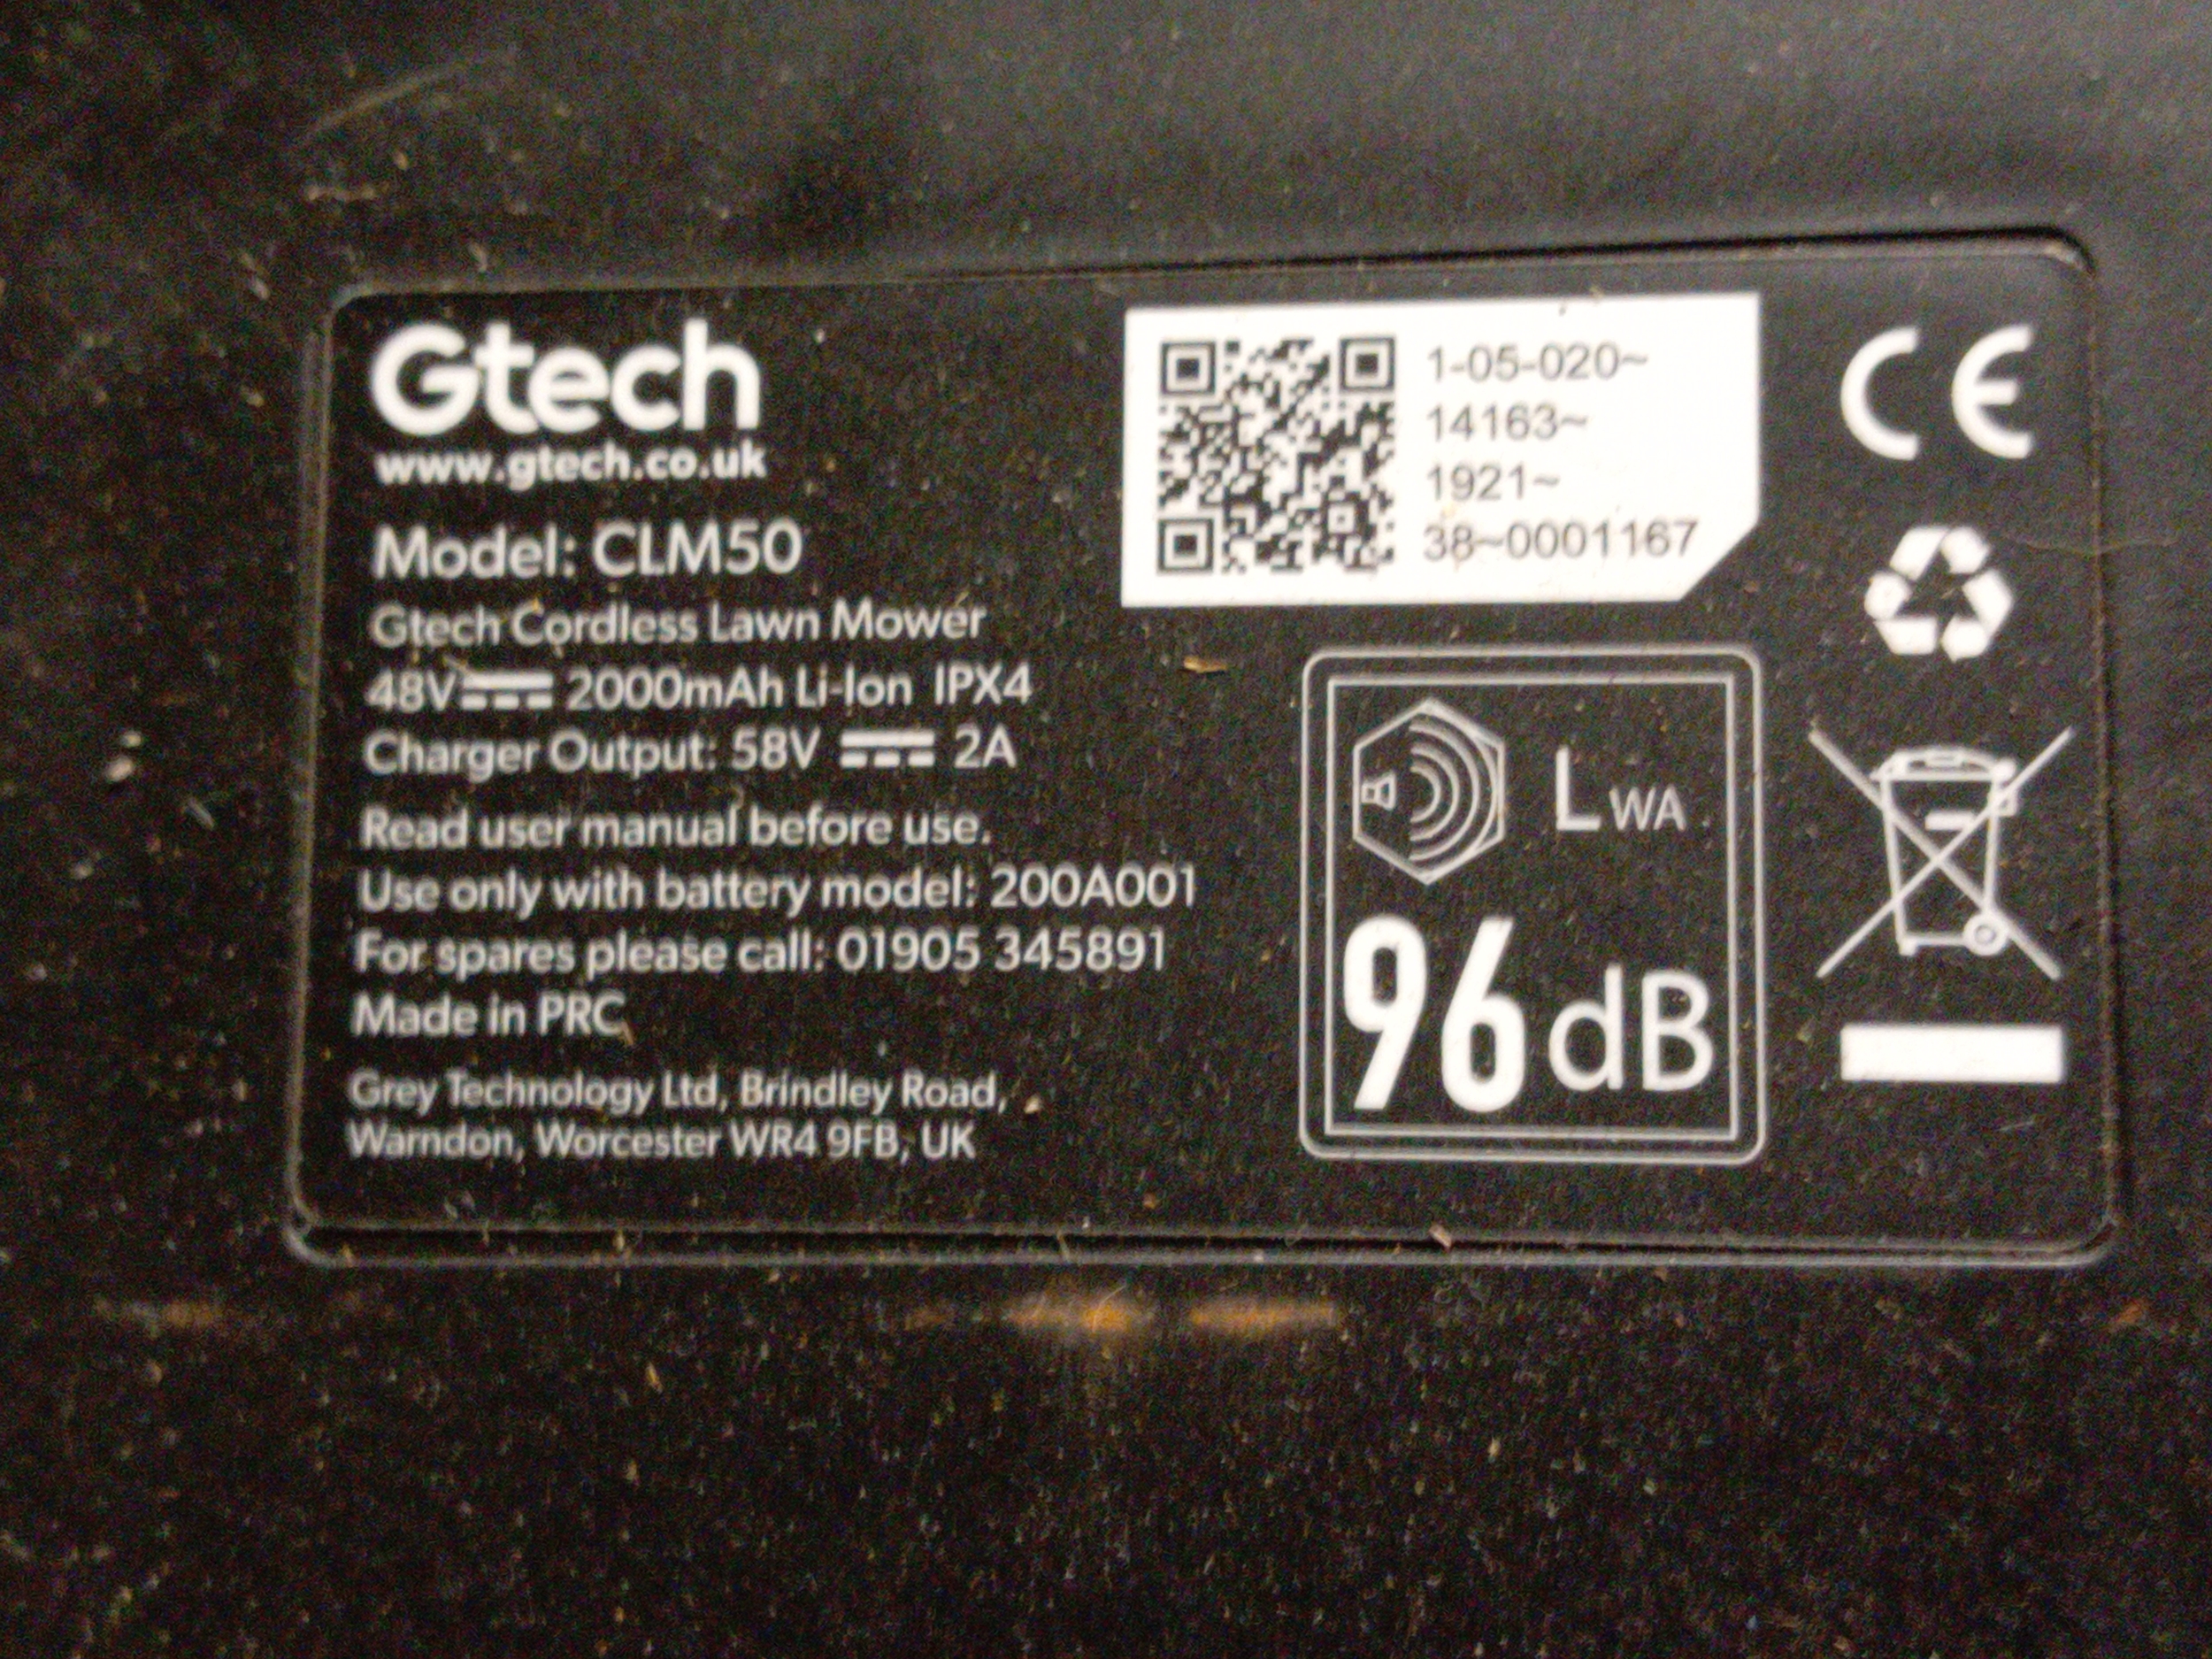 Gtech
www.gtech.co.uk
Model: CLM50
Gtech Cordless Lawn Mower
48V⎓ 2000mAh Li-Ion IPX4
Charger Output: 58V ⎓ 2A
Read user manual before use.
Use only with battery model: 200A001
For spares please call: 01905 345891
Made in PRC
Grey Technology Ltd, Brindley Road,
Warndon, Worcester WR4 9FB, UK
1-05-020~
14163~
1921~
38~0001167
LWA
96 dB
CE